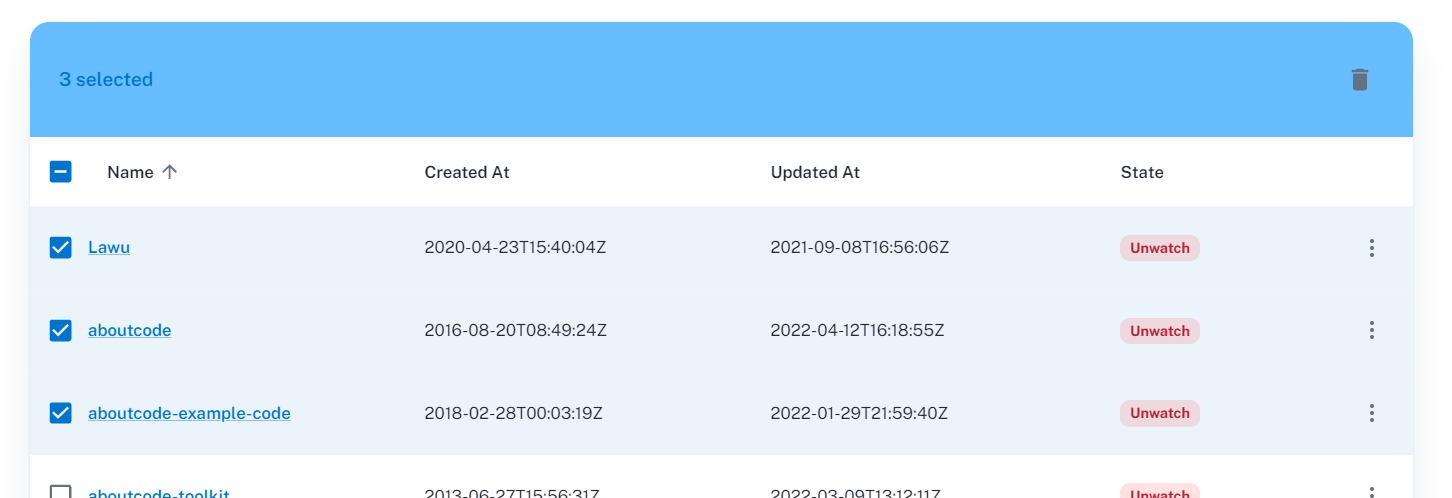 3 selected
Name Created At Updated At State
Lawu 2020-04-23T15:40:04Z 2021-09-08T16:56:06Z Unwatch
aboutcode 2016-08-20T08:49:24Z 2022-04-12T16:18:55Z Unwatch
aboutcode-example-code 2018-02-28T00:03:19Z 2022-01-29T21:59:40Z Unwatch
aboutcode-toolkit 2013-06-27T15:56:31Z 2022-03-09T13:12:11Z Unwatch